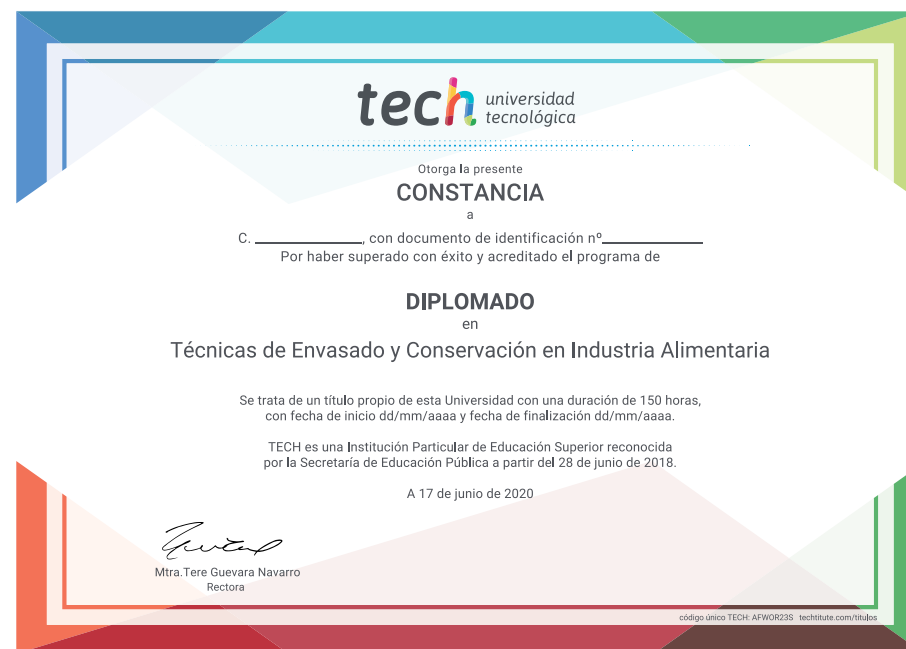 tech universidad
tecnológica
Otorga la presente
CONSTANCIA
a
C. ____________, con documento de identificación nº____________
Por haber superado con éxito y acreditado el programa de
DIPLOMADO
en
Técnicas de Envasado y Conservación en Industria Alimentaria
Se trata de un título propio de esta Universidad con una duración de 150 horas,
con fecha de inicio dd/mm/aaaa y fecha de finalización dd/mm/aaaa.
TECH es una Institución Particular de Educación Superior reconocida
por la Secretaría de Educación Pública a partir del 28 de junio de 2018.
A 17 de junio de 2020
Mtra.Tere Guevara Navarro
Rectora
código único TECH: AFWOR23S techtitute.com/titulos